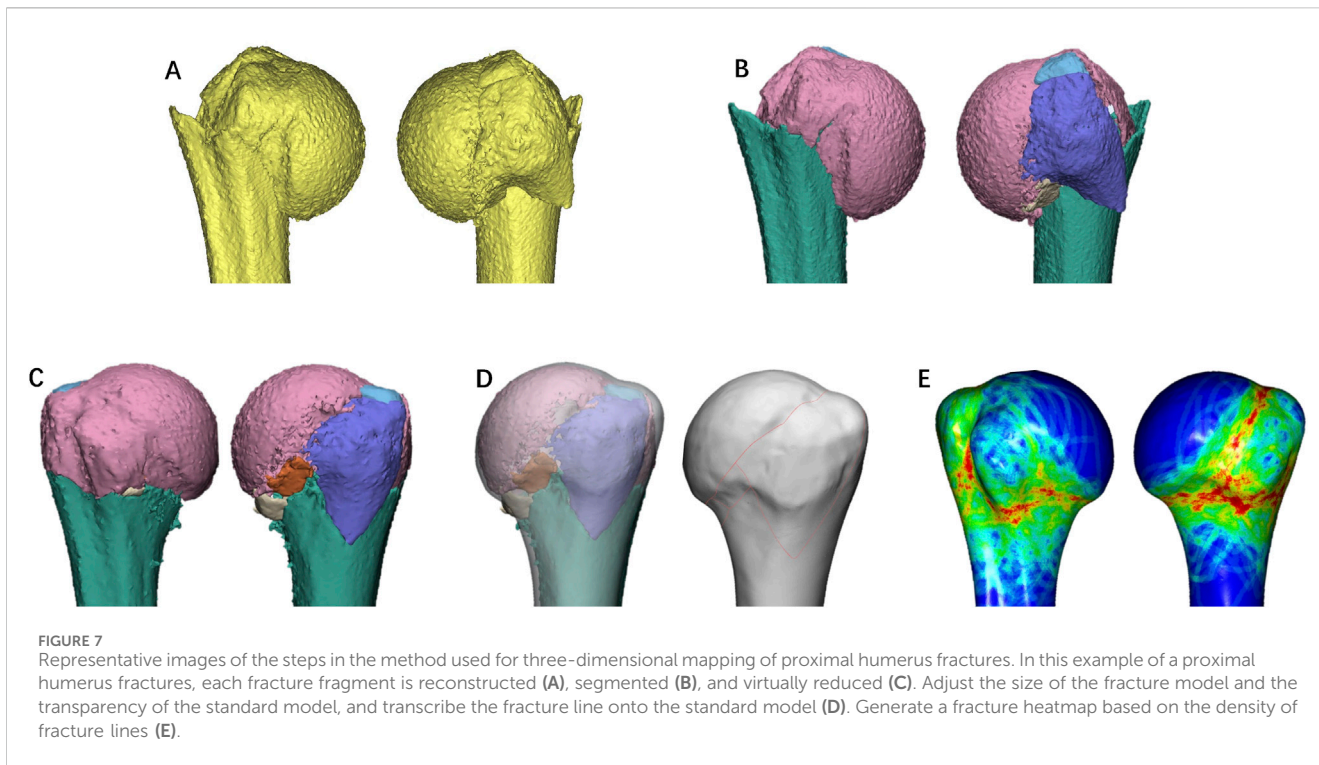 A
B
C
D
E
FIGURE 7
Representative images of the steps in the method used for three-dimensional mapping of proximal humerus fractures. In this example of a proximal
humerus fractures, each fracture fragment is reconstructed (A), segmented (B), and virtually reduced (C). Adjust the size of the fracture model and the
transparency of the standard model, and transcribe the fracture line onto the standard model (D). Generate a fracture heatmap based on the density of
fracture lines (E).